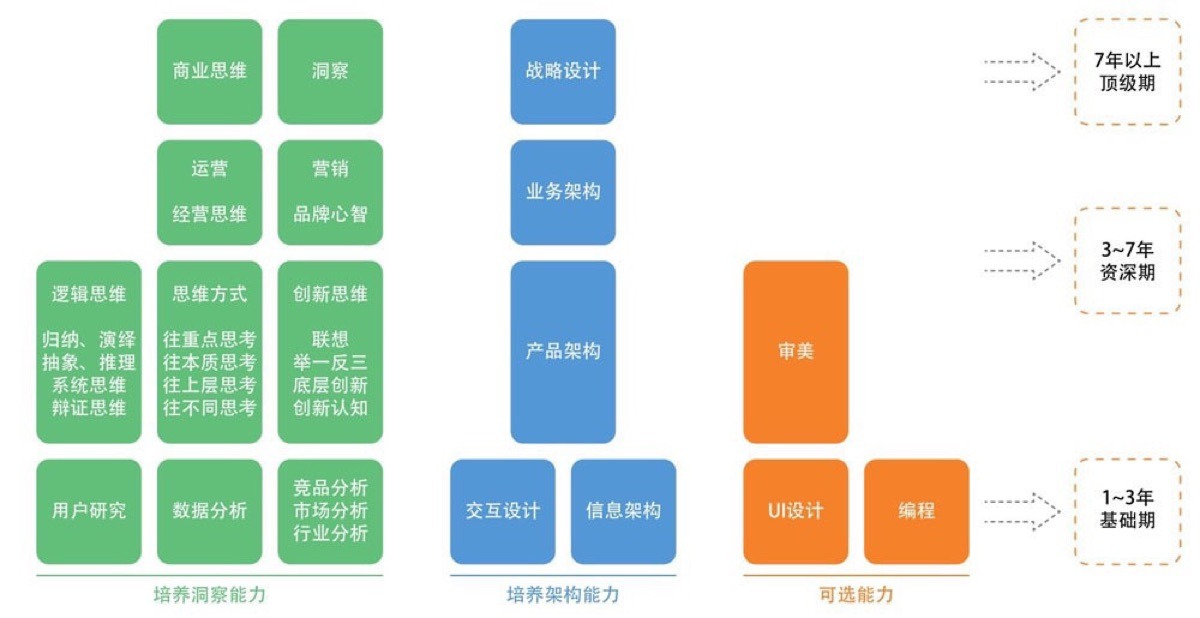 商业思维
洞察
战略设计
7年以上
顶级期
运营
经营思维
营销
品牌心智
业务架构
3~7年
资深期
逻辑思维
归纳、演绎
抽象、推理
系统思维
辩证思维
思维方式
往重点思考
往本质思考
往上层思考
往不同思考
创新思维
联想
举一反三
底层创新
创新认知
产品架构
审美
用户研究
数据分析
竞品分析
市场分析
行业分析
交互设计
信息架构
UI设计
编程
1~3年
基础期
培养洞察能力
培养架构能力
可选能力